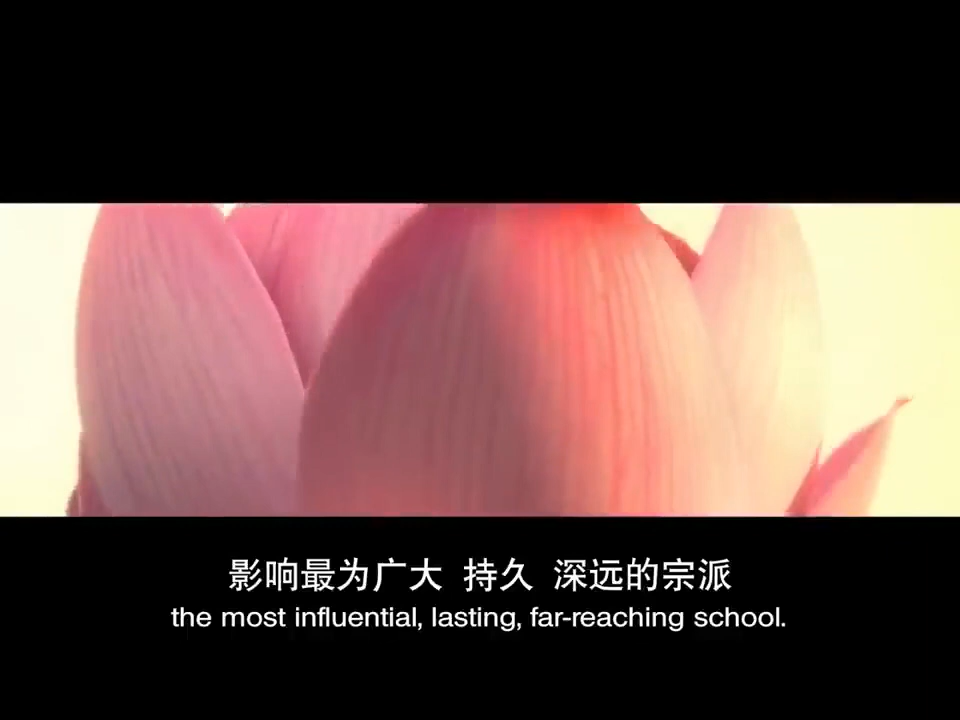 影响最为广大 持久 深远的宗派
the most influential, lasting, far-reaching school.